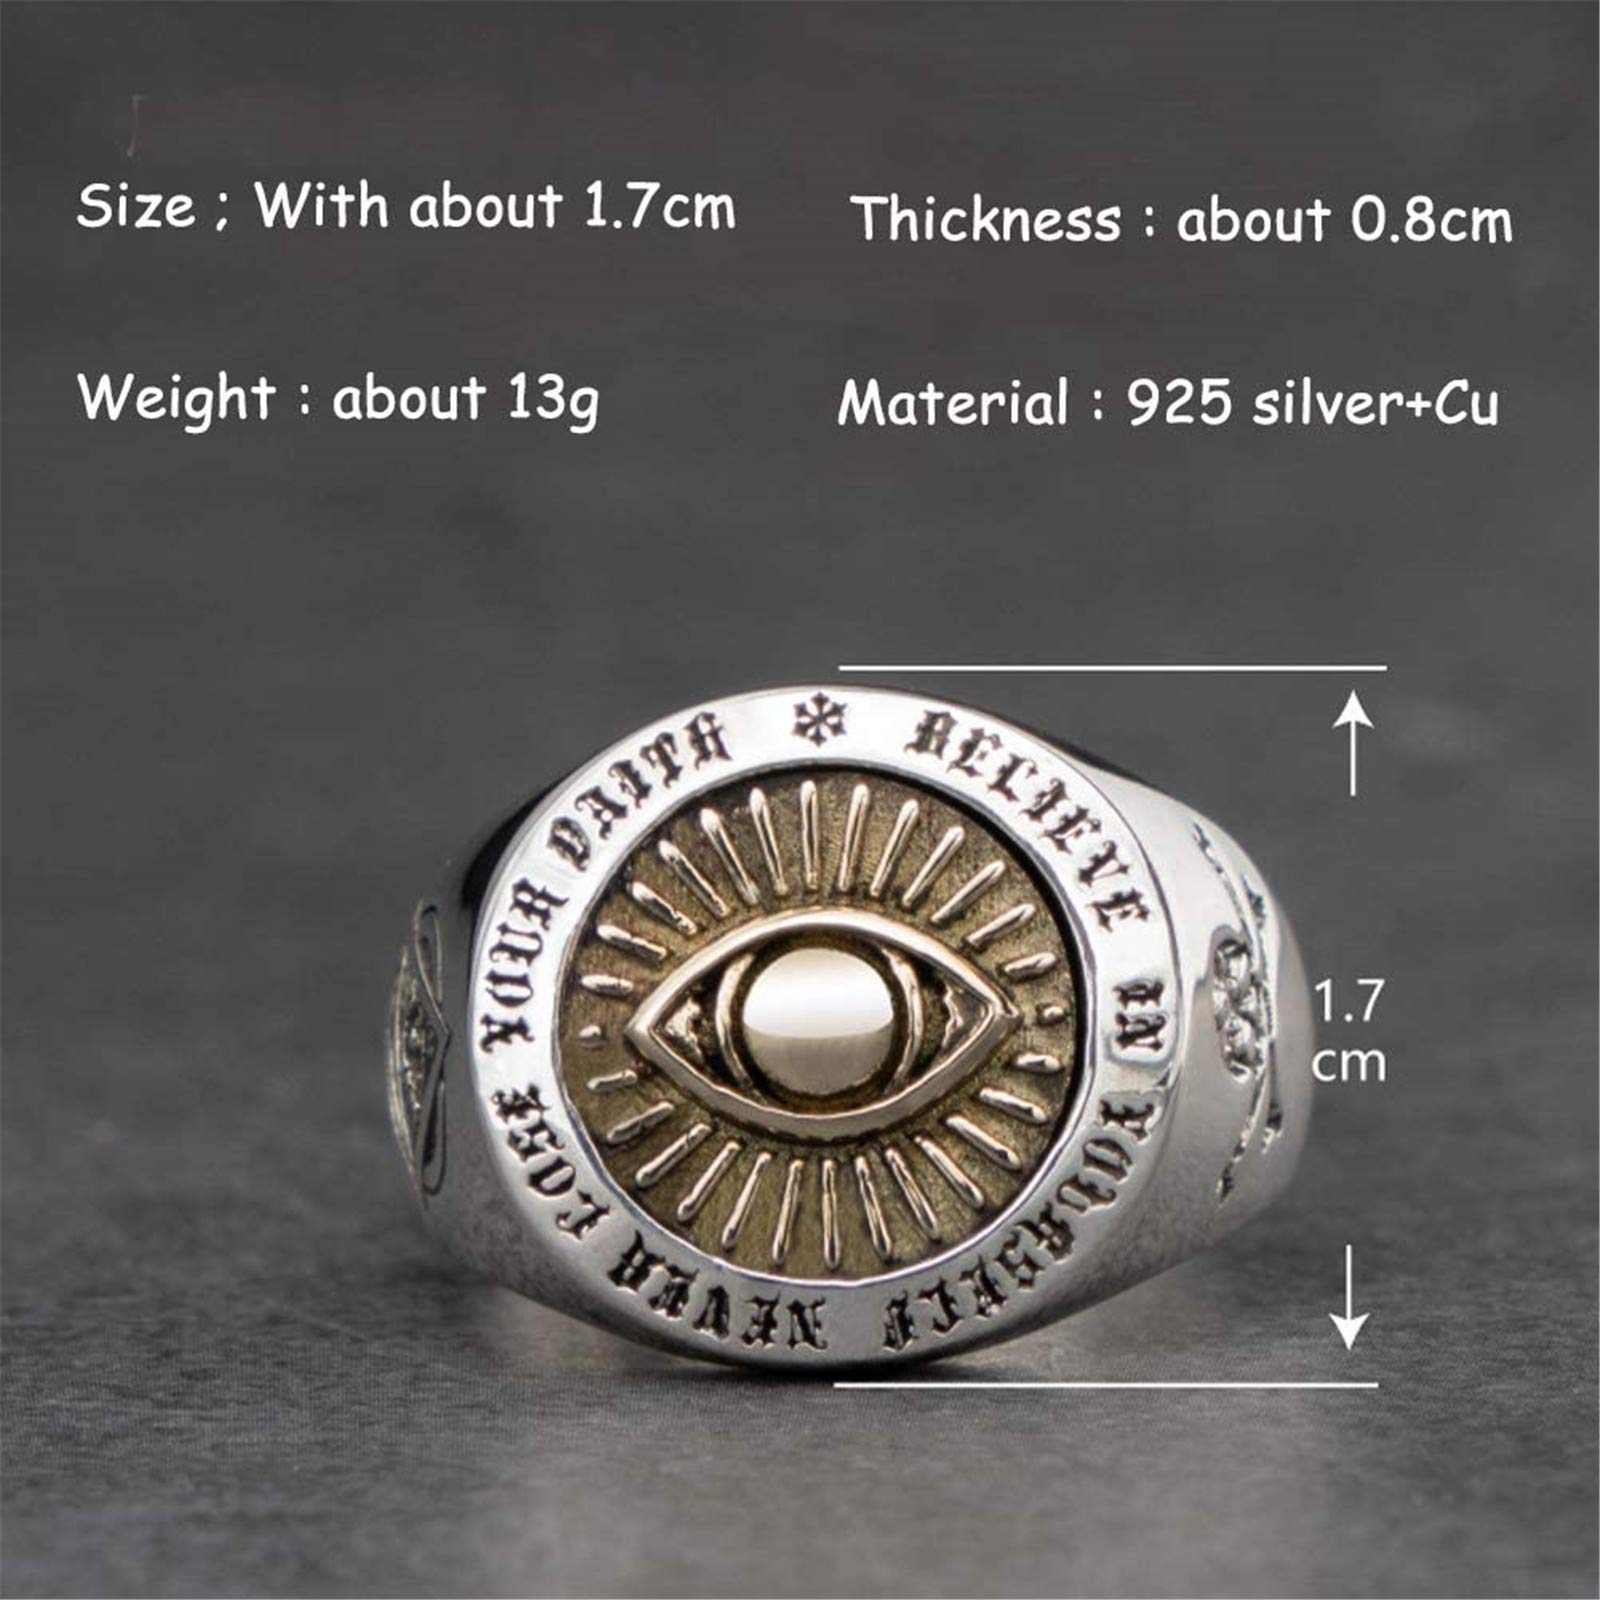 Size ; With about 1.7cm
Thickness : about 0.8cm
Weight : about 13g
Material : 925 silver+Cu
BELIEVE IN YOURSELF NEVER LOSE YOUR FAITH
1.7
cm